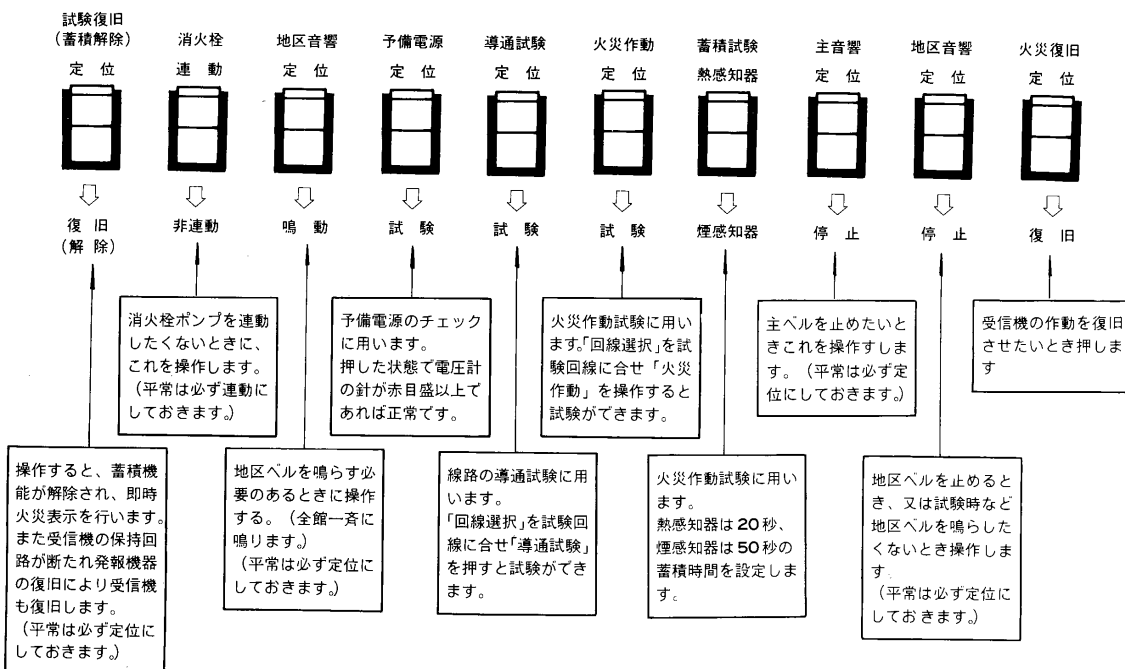 試験復旧
(蓄積解除)
定 位
復 旧
(解 除)
消火栓
連 動
非連動
地区音響
定 位
鳴 動
予備電源
定 位
試 験
導通試験
定 位
試 験
火災作動
定 位
試 験
蓄積試験
熱感知器
煙感知器
主音響
定 位
停 止
地区音響
定 位
停 止
火災復旧
定 位
復 旧
消火栓ポンプを連動
したくないときに、
これを操作します。
(平常は必ず連動に
しておきます。)
予備電源のチェック
に用います。
押した状態で電圧計
の針が赤目盛以上で
あれば正常です。
火災作動試験に用い
ます。「回線選択」を試
験回線に合せ「火災
作動」を操作すると
試験ができます。
主ベルを止めたいと
きこれを操作すしま
す。(平常は必ず定
位にしておきます。)
受信機の作動を復旧
させたいとき押しま
す
操作すると、蓄積機
能が解除され、即時
火災表示を行います。
また受信機の保持回
路が断たれ発報機器
の復旧により受信機
も復旧します。
(平常は必ず定位に
しておきます。)
地区ベルを鳴らす必
要のあるときに操作
する。(全館一斉に
鳴ります。)
(平常は必ず定位に
しておきます。)
線路の導通試験に用
います。
「回線選択」を試験回
線に合せ「導通試験」
を押すと試験ができ
ます。
火災作動試験に用い
ます。
熱感知器は20秒、
煙感知器は50秒の
蓄積時間を設定しま
す。
地区ベルを止めると
き、又は試験時など
地区ベルを鳴らした
くないとき操作しま
す.
(平常は必ず定位に
しておきます。)